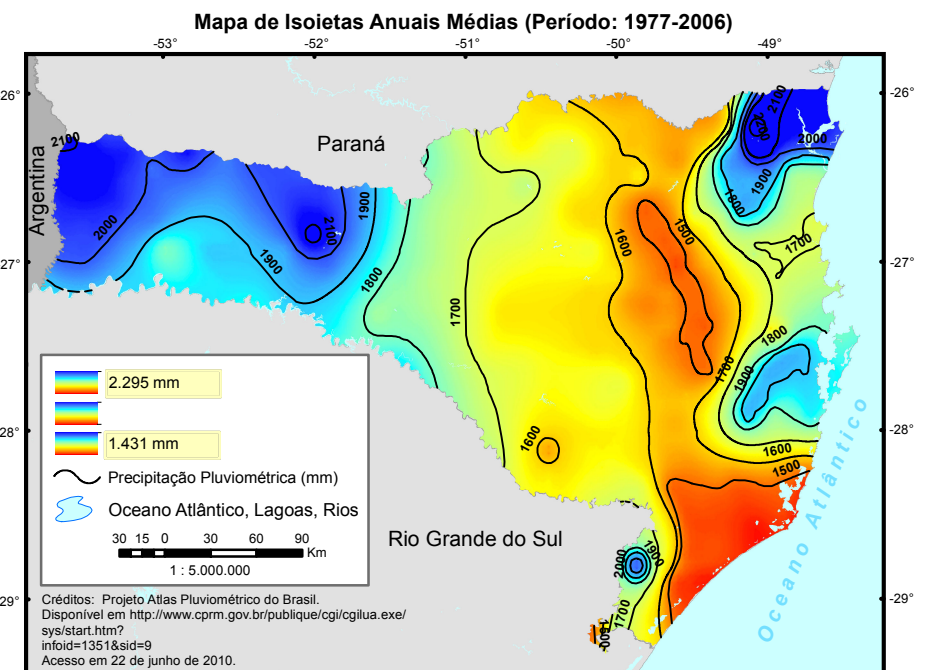 Mapa de Isoietas Anuais Médias (Período: 1977-2006)
-53° -52° -51° -50° -49°
-26° -26°
2100
2200
2100
2000
Paraná
Argentina
1900
1800
2000
2100
1900
1900
1800
1500
1600
1700
-27° -27°
1700
1800
1700
1900
2.295 mm
1.431 mm
Precipitação Pluviométrica (mm)
Oceano Atlântico, Lagoas, Rios
30 15 0 30 60 90 Km
1 : 5.000.000
28° -28°
1600
1600
1500
Oceano Atlântico
Rio Grande do Sul
2000
1900
1700
1500
29° -29°
Créditos: Projeto Atlas Pluviométrico do Brasil.
Disponível em http://www.cprm.gov.br/publique/cgi/cgilua.exe/
sys/start.htm?
infoid=1351&sid=9
Acesso em 22 de junho de 2010.